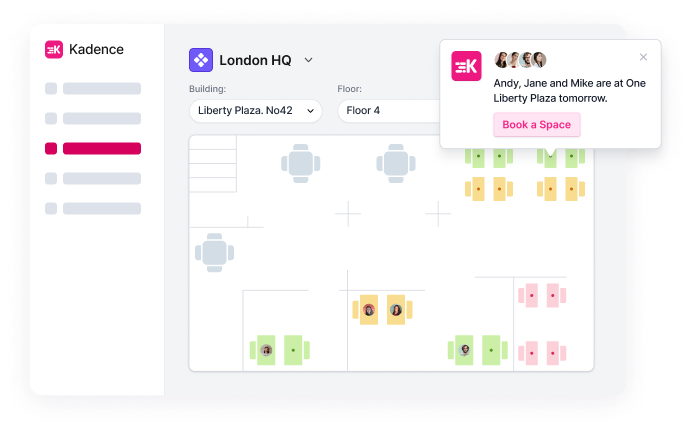 Kadence
London HQ
Building:
Floor:
Liberty Plaza. No42
Floor 4
K
Andy, Jane and Mike are at One
Liberty Plaza tomorrow.
Book a Space